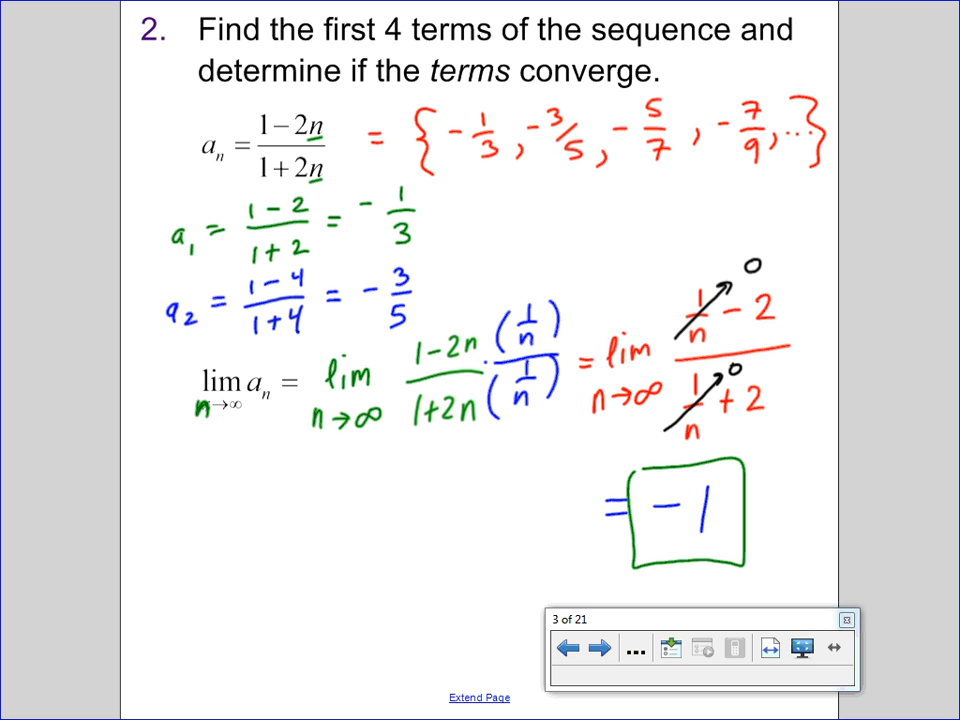 2. Find the first 4 terms of the sequence and
determine if the terms converge.
aₙ = (1 − 2n)/(1 + 2n) = { −1/3, −3/5, −5/7, −7/9, ... }
a₁ = (1 − 2)/(1 + 2) = −1/3
a₂ = (1 − 4)/(1 + 4) = −3/5
lim n→∞ aₙ = lim n→∞ (1 − 2n)/(1 + 2n) · (1/n)/(1/n) = lim n→∞ (1/n → 0 − 2)/(1/n → 0 + 2)
= −1
3 of 21
...
Extend Page